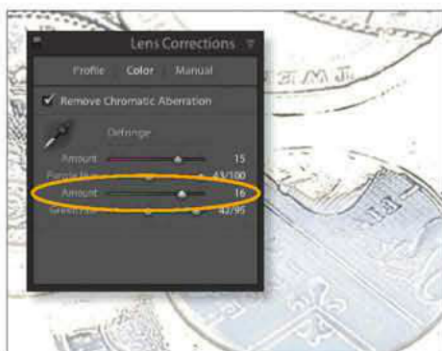 Lens Corrections
Profile Color Manual
Remove Chromatic Aberration
Defringe
Amount 15
Purple Hue 43/100
Amount 16
Green Hue 42/95